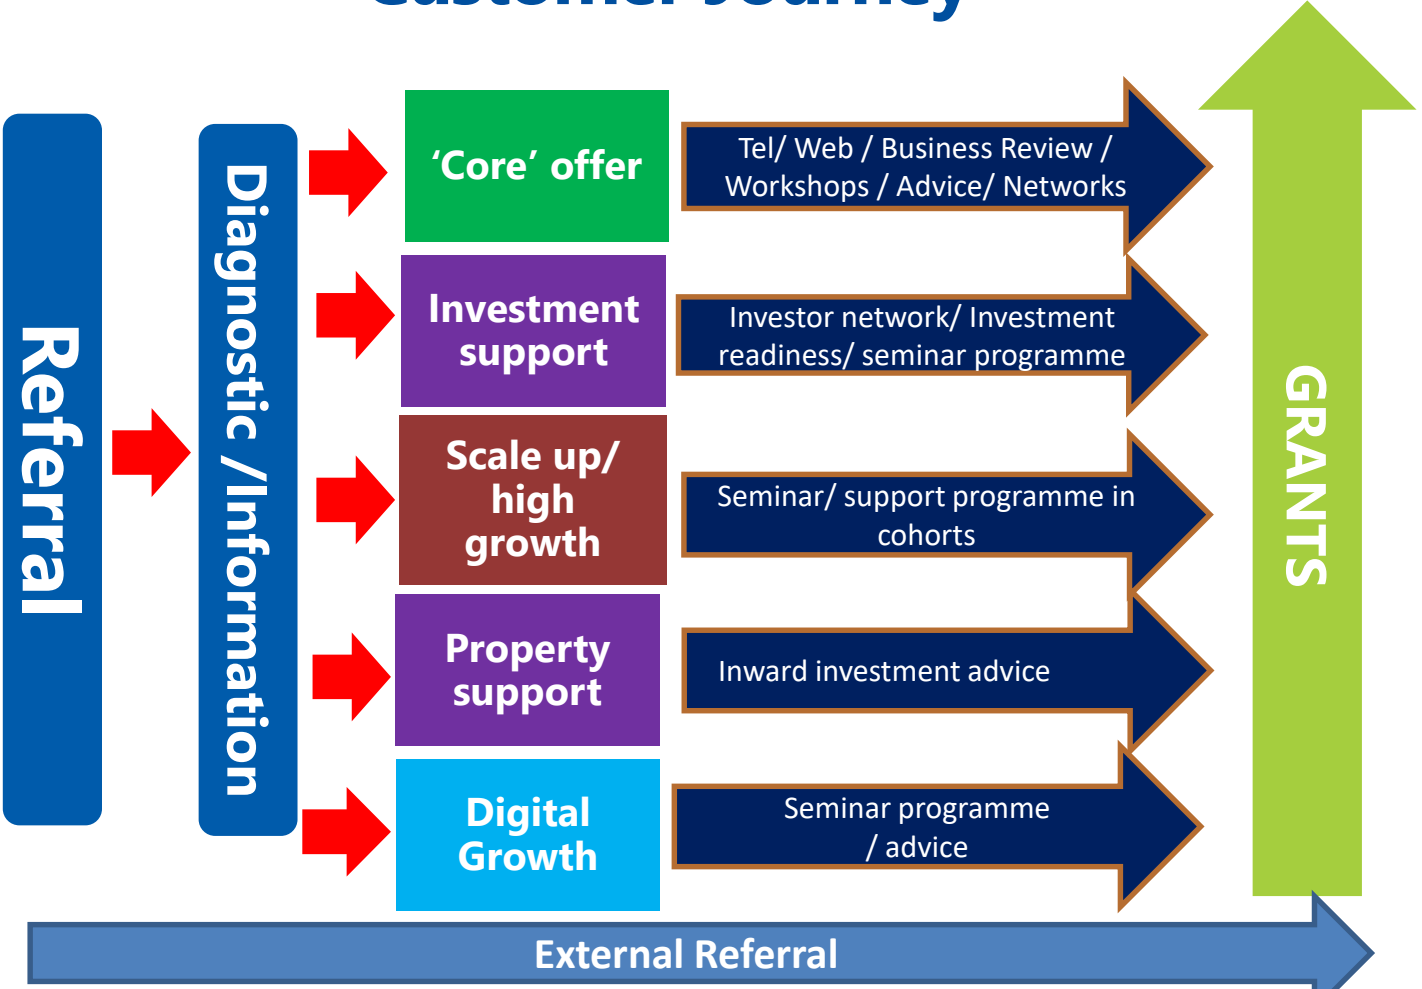 Customer Journey
Referral
Diagnostic /Information
‘Core’ offer
Tel/ Web / Business Review /
Workshops / Advice/ Networks
Investment
support
Investor network/ Investment
readiness/ seminar programme
Scale up/
high
growth
Seminar/ support programme in
cohorts
Property
support
Inward investment advice
Digital
Growth
Seminar programme
/ advice
GRANTS
External Referral